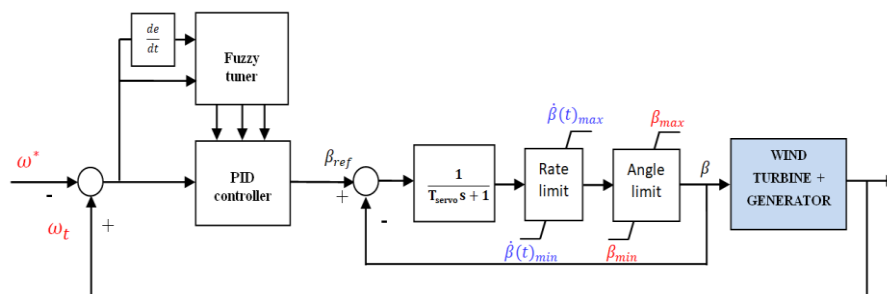 de
dt
Fuzzy
tuner
ω*
-
ω_t
+
PID
controller
β_ref
+
-
1
T_servo s + 1
β̇(t)_max
Rate
limit
β̇(t)_min
β_max
Angle
limit
β_min
β
WIND
TURBINE +
GENERATOR